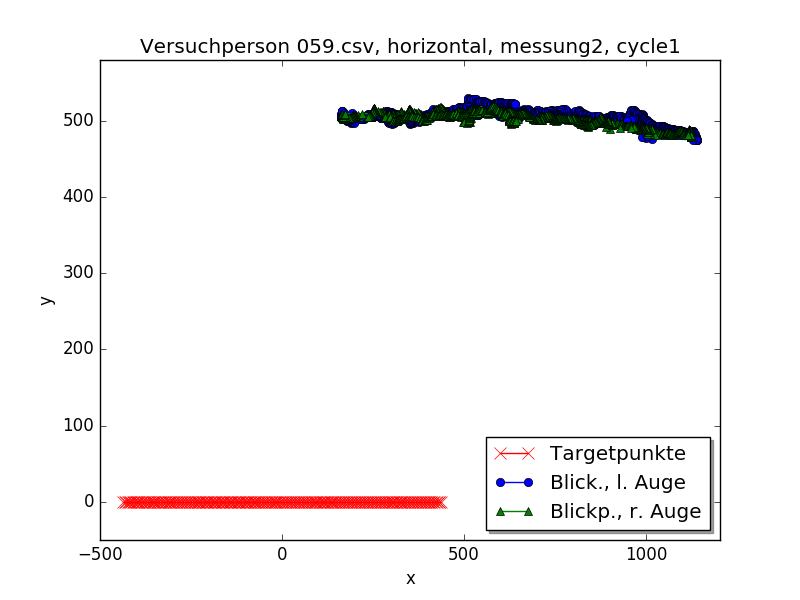 Versuchperson 059.csv, horizontal, messung2, cycle1
y
500
400
300
200
100
0
−500
0
500
1000
x
Targetpunkte
Blick., l. Auge
Blickp., r. Auge